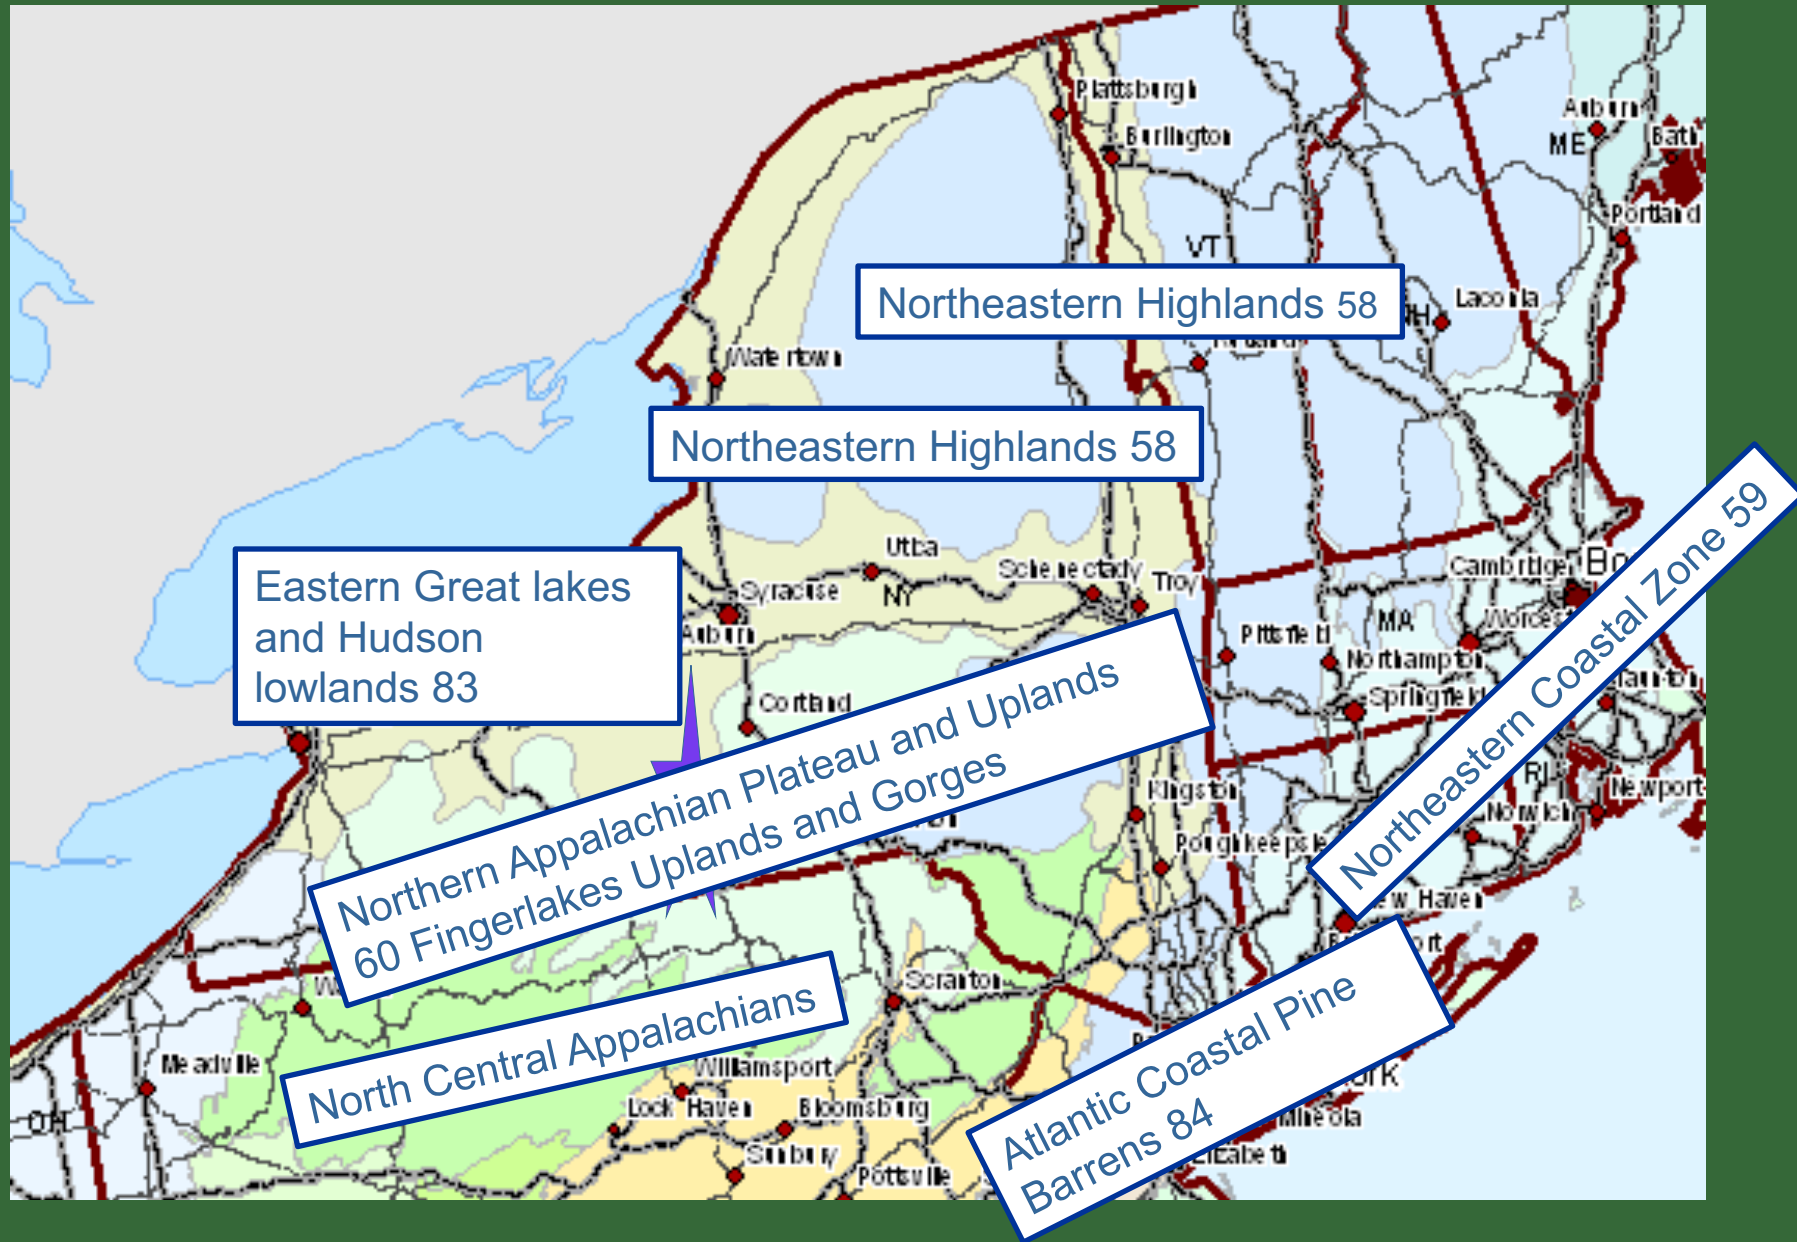 Plattsburgh
Burlington
Auburn
ME
Bath
Portland
VT
Northeastern Highlands 58
Laconia
Watertown
Northeastern Highlands 58
Utica
Schenectady
Troy
Syracuse
NY
Auburn
Cambridge
Pittsfield
MA
Northampton
Springfield
Eastern Great lakes
and Hudson
lowlands 83
Northeastern Coastal Zone 59
Cortland
Northern Appalachian Plateau and Uplands
60 Fingerlakes Uplands and Gorges
Kingston
Poughkeepsie
RI
Newport
Norwich
Taunton
New Haven
Scranton
North Central Appalachians
Meadville
OH
Williamsport
Lock Haven
Bloomsburg
Sunbury
Pottsville
Atlantic Coastal Pine
Barrens 84
Mineola
Elizabeth